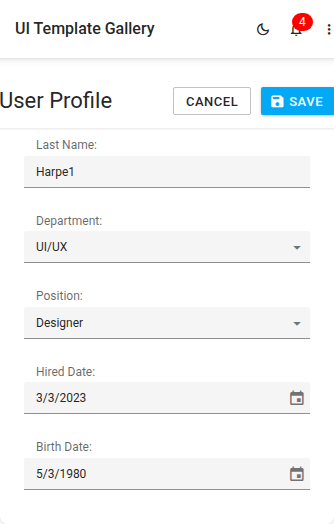 UI Template Gallery
4
User Profile
CANCEL
SAVE
Last Name:
Harpe1
Department:
UI/UX
Position:
Designer
Hired Date:
3/3/2023
Birth Date:
5/3/1980